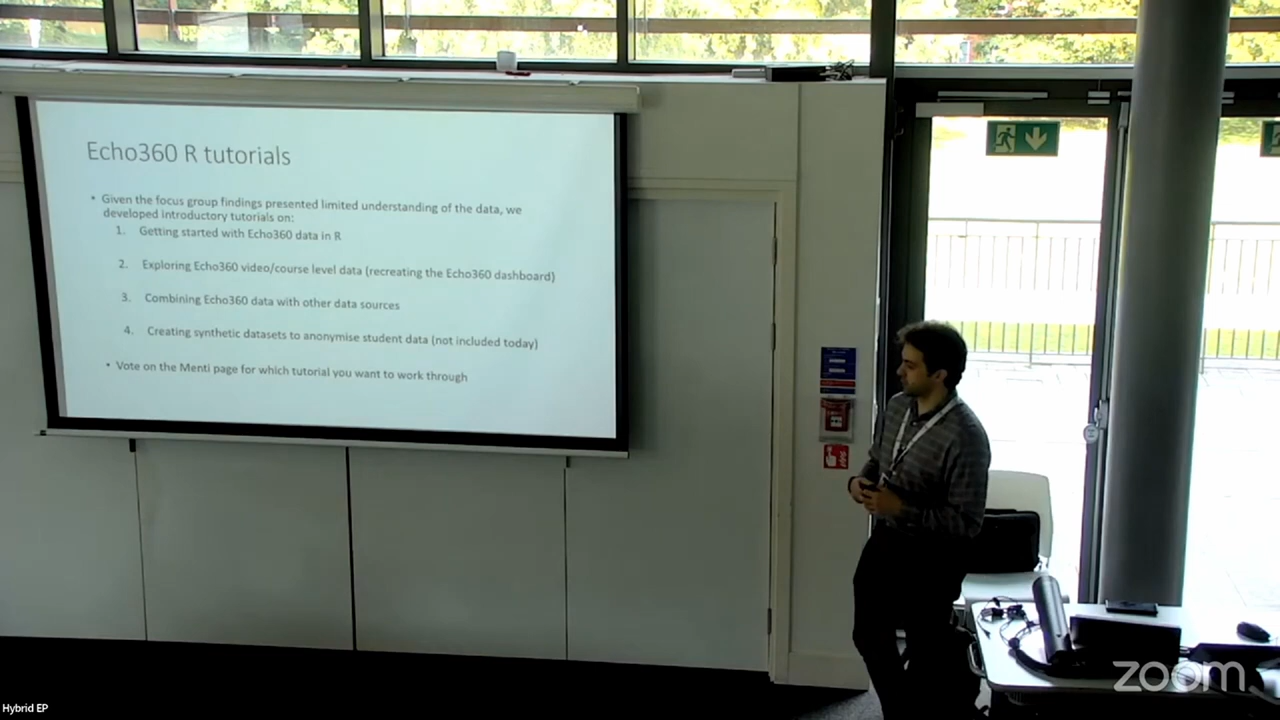 Echo360 R tutorials
• Given the focus group findings presented limited understanding of the data, we
developed introductory tutorials on:
1. Getting started with Echo360 data in R
2. Exploring Echo360 video/course level data (recreating the Echo360 dashboard)
3. Combining Echo360 data with other data sources
4. Creating synthetic datasets to anonymise student data (not included today)
• Vote on the Menti page for which tutorial you want to work through
zoom
Hybrid EP